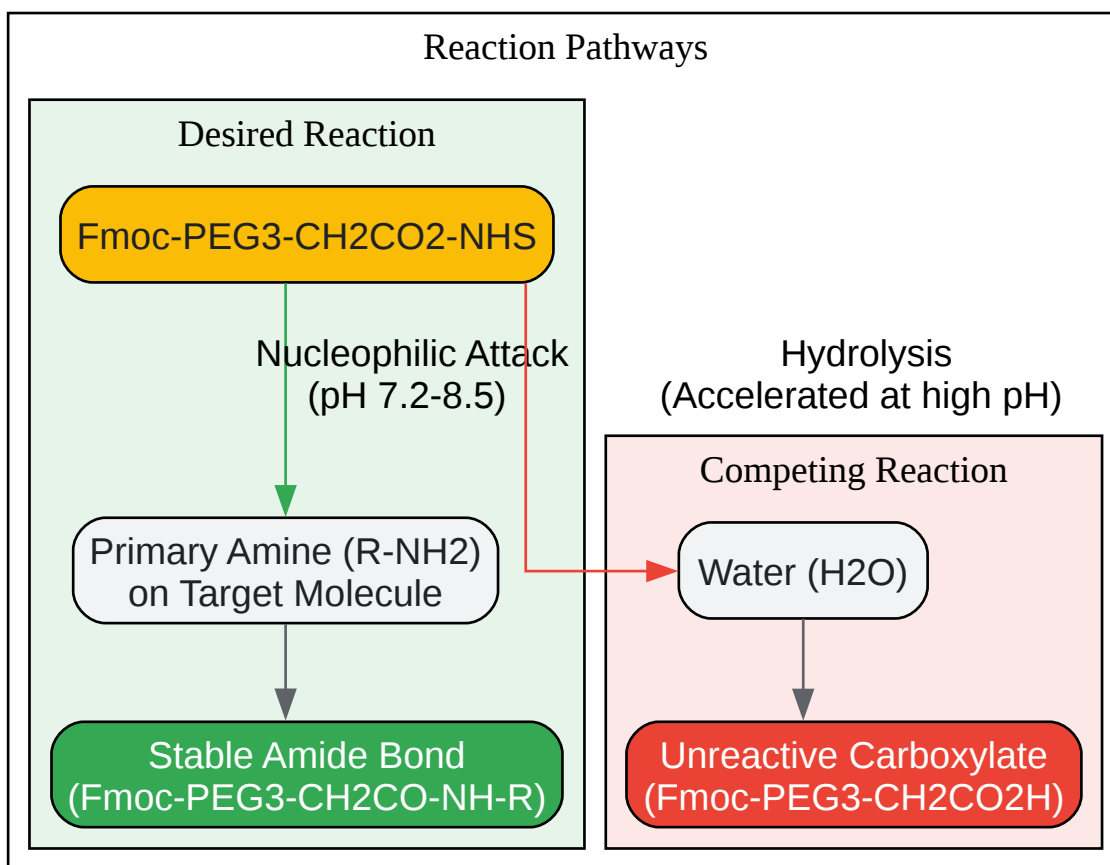 Reaction Pathways
Desired Reaction
Fmoc-PEG3-CH2CO2-NHS
Nucleophilic Attack
(pH 7.2-8.5)
Hydrolysis
(Accelerated at high pH)
Competing Reaction
Primary Amine (R-NH2)
on Target Molecule
Water (H2O)
Stable Amide Bond
(Fmoc-PEG3-CH2CO-NH-R)
Unreactive Carboxylate
(Fmoc-PEG3-CH2CO2H)